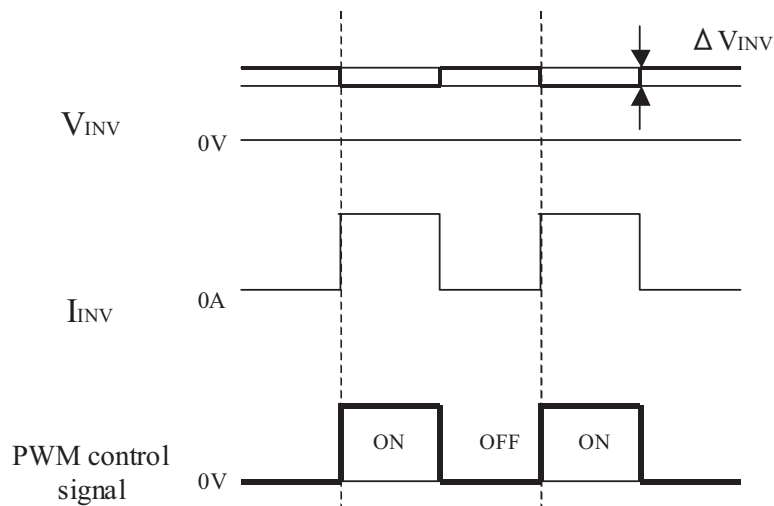 Δ VINV
VINV
0V
0A
IINV
ON OFF ON
PWM control
signal
0V